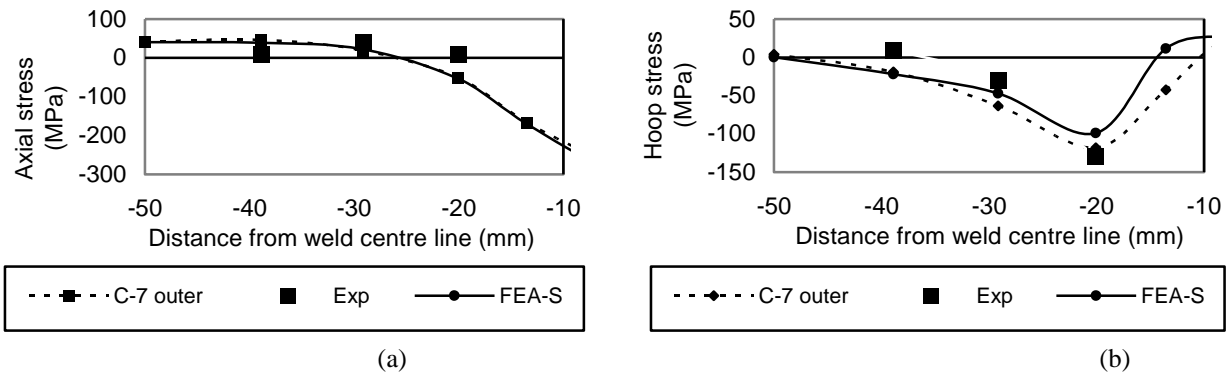 Axial stress
(MPa)
100
0
-100
-200
-300
-50 -40 -30 -20 -10
Distance from weld centre line (mm)
C-7 outer Exp FEA-S
(a)
Hoop stress
(MPa)
50
0
-50
-100
-150
-50 -40 -30 -20 -10
Distance from weld centre line (mm)
C-7 outer Exp FEA-S
(b)